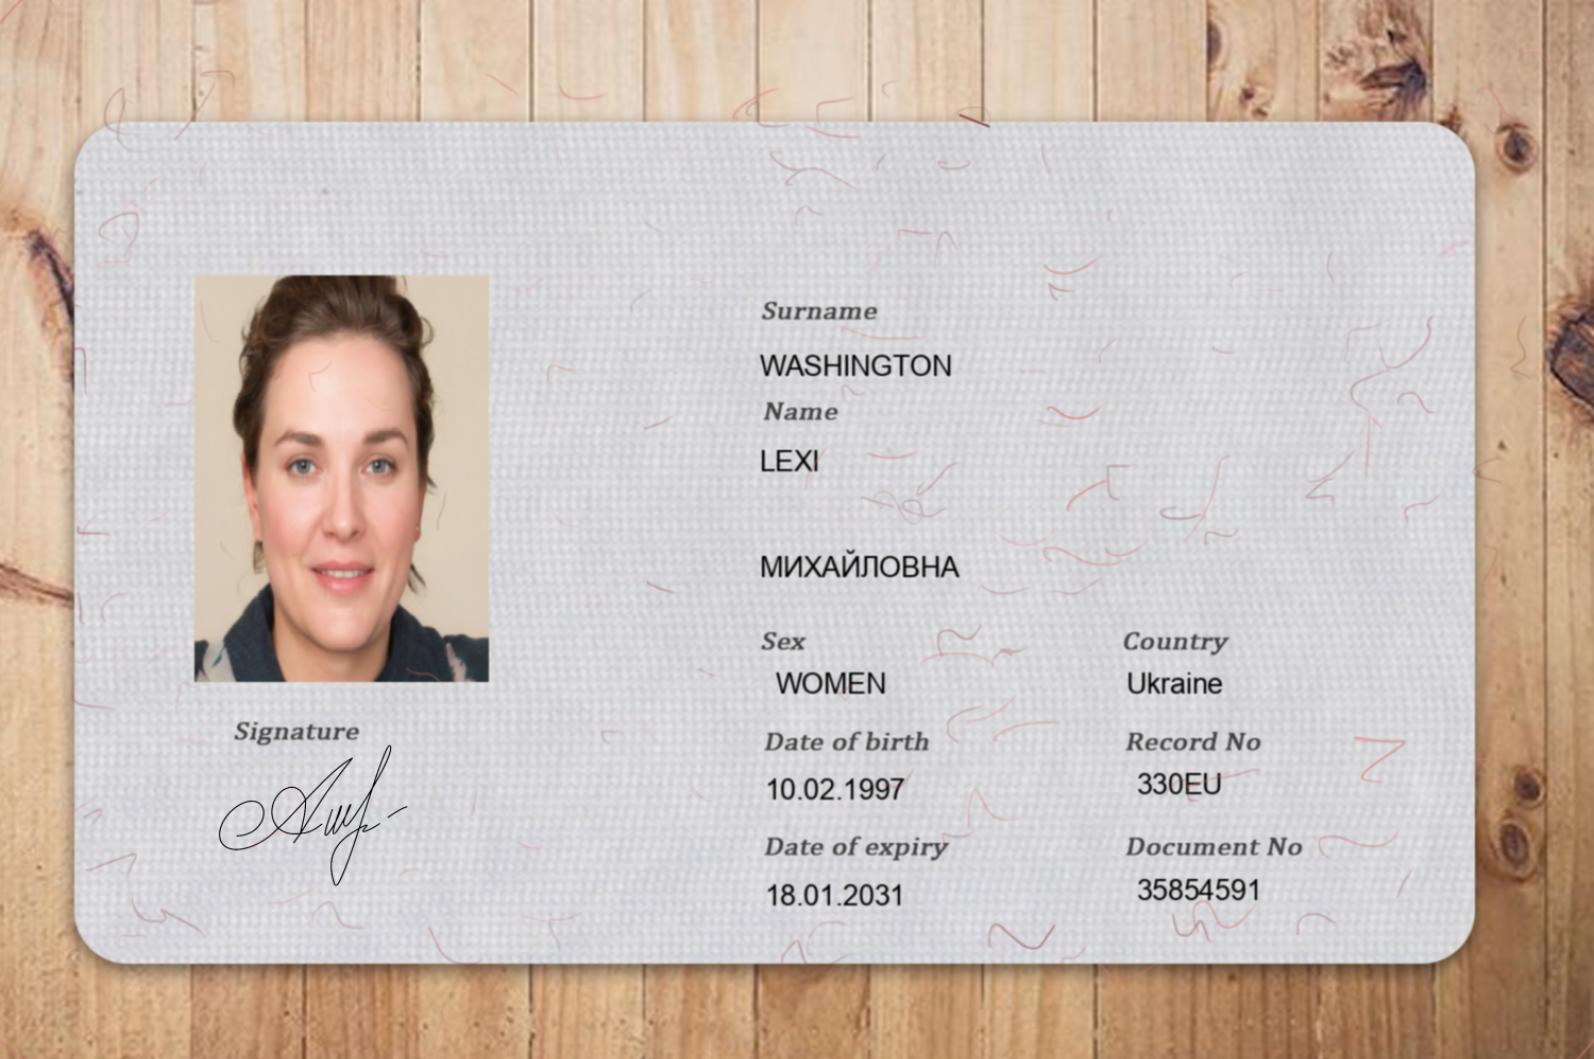 Surname
WASHINGTON
Name
LEXI
МИХАЙЛОВНА
Sex
WOMEN
Country
Ukraine
Signature
Date of birth
10.02.1997
Record No
330EU
Date of expiry
18.01.2031
Document No
35854591